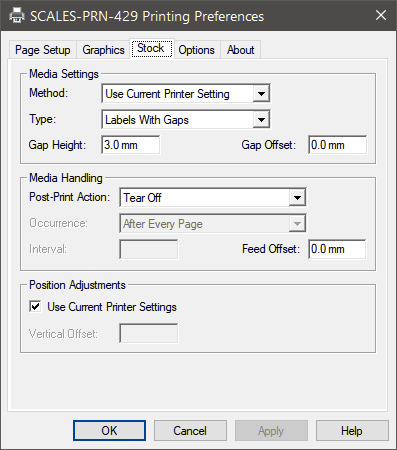 SCALES-PRN-429 Printing Preferences
Page Setup Graphics Stock Options About
Media Settings
Method: Use Current Printer Setting
Type: Labels With Gaps
Gap Height: 3.0 mm Gap Offset: 0.0 mm
Media Handling
Post-Print Action: Tear Off
Occurrence: After Every Page
Interval: Feed Offset: 0.0 mm
Position Adjustments
Use Current Printer Settings
Vertical Offset:
OK Cancel Apply Help